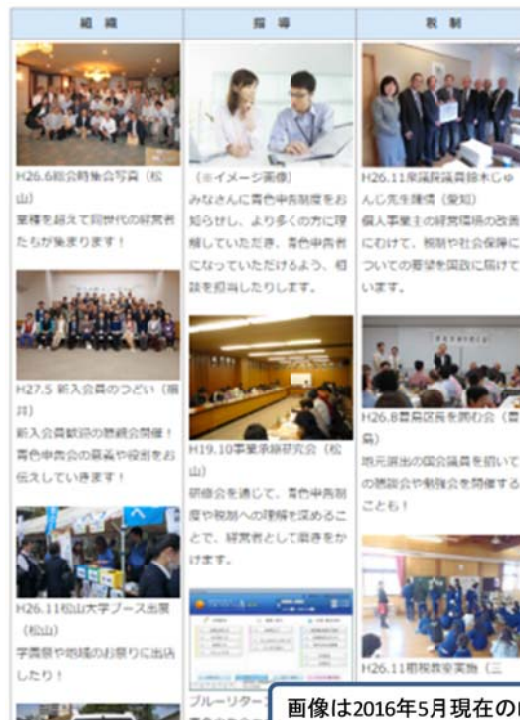 組 織
H26.6総会時集合写真（松
山）
業種を超えて同世代の経営者
たちが集まります！
H27.5 新入会員のつどい（福
井）
新入会員歓迎の懇親会開催！
青色申告会の意義や役割をお
伝えしていきます！
H26.11松山大学ブース出展
（松山）
学園祭や地域のお祭りに出店
したり！
指 導
（※イメージ画像）
みなさんに青色申告制度をお
知らせし、より多くの方に理
解していただき、青色申告者
になっていただけるよう、相
談を担当したりします。
H19.10事業承継研究会（松
山）
研修会を通じて、青色申告制
度や税制への理解を深めるこ
とで、経営者として磨きをか
けます。
ブルーリター
税 制
H26.11衆議院議員鈴木じゅ
んじ先生陳情（愛知）
個人事業主の経営環境の改善
にむけて、税制や社会保障に
ついての要望を国政に届けて
います。
H26.8豊島区長を囲む会（豊
島）
地元選出の国会議員を招いて
の懇談会や勉強会を開催する
ことも！
H26.11租税教室実施（三
画像は2016年5月現在の